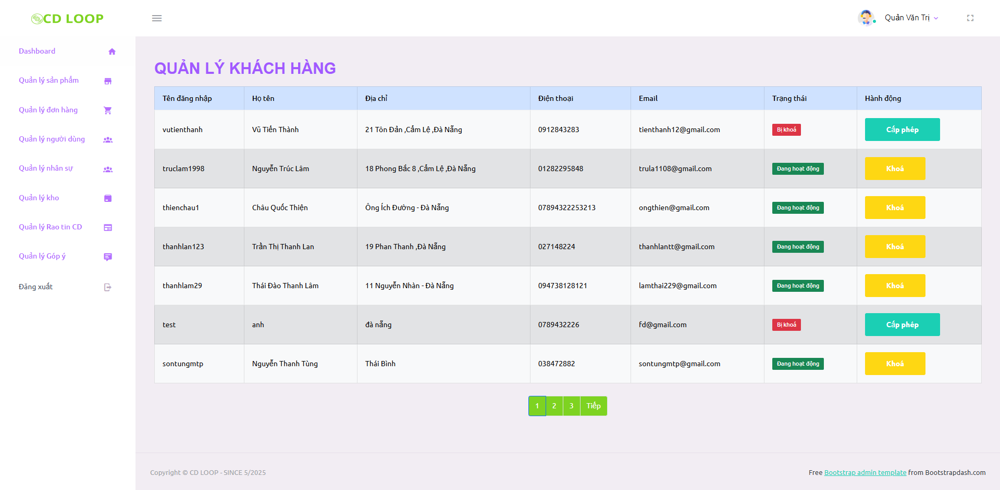 CD LOOP
Quản Văn Trị
Dashboard
Quản lý sản phẩm
Quản lý đơn hàng
Quản lý người dùng
Quản lý nhân sự
Quản lý kho
Quản lý Rao tin CD
Quản lý Góp ý
Đăng xuất
QUẢN LÝ KHÁCH HÀNG
Tên đăng nhập Họ tên Địa chỉ Điện thoại Email Trạng thái Hành động
vutienthanh Vũ Tiến Thành 21 Tôn Đản ,Cẩm Lệ ,Đà Nẵng 0912843283 tienthanh12@gmail.com Bị khoá Cấp phép
truclam1998 Nguyễn Trúc Lâm 18 Phong Bắc 8 ,Cẩm Lệ ,Đà Nẵng 01282295848 trula1108@gmail.com Đang hoạt động Khoá
thienchau1 Châu Quốc Thiện Ông Ích Đường - Đà Nẵng 07894322253213 ongthien@gmail.com Đang hoạt động Khoá
thanhlan123 Trần Thị Thanh Lan 19 Phan Thanh ,Đà Nẵng 027148224 thanhlantt@gmail.com Đang hoạt động Khoá
thanhlam29 Thái Đào Thanh Lâm 11 Nguyễn Nhàn - Đà Nẵng 094738128121 lamthai229@gmail.com Đang hoạt động Khoá
test anh đà nẵng 0789432226 fd@gmail.com Bị khoá Cấp phép
sontungmtp Nguyễn Thanh Tùng Thái Bình 038472882 sontungmtp@gmail.com Đang hoạt động Khoá
1 2 3 Tiếp
Copyright © CD LOOP - SINCE 5/2025
Free Bootstrap admin template from Bootstrapdash.com